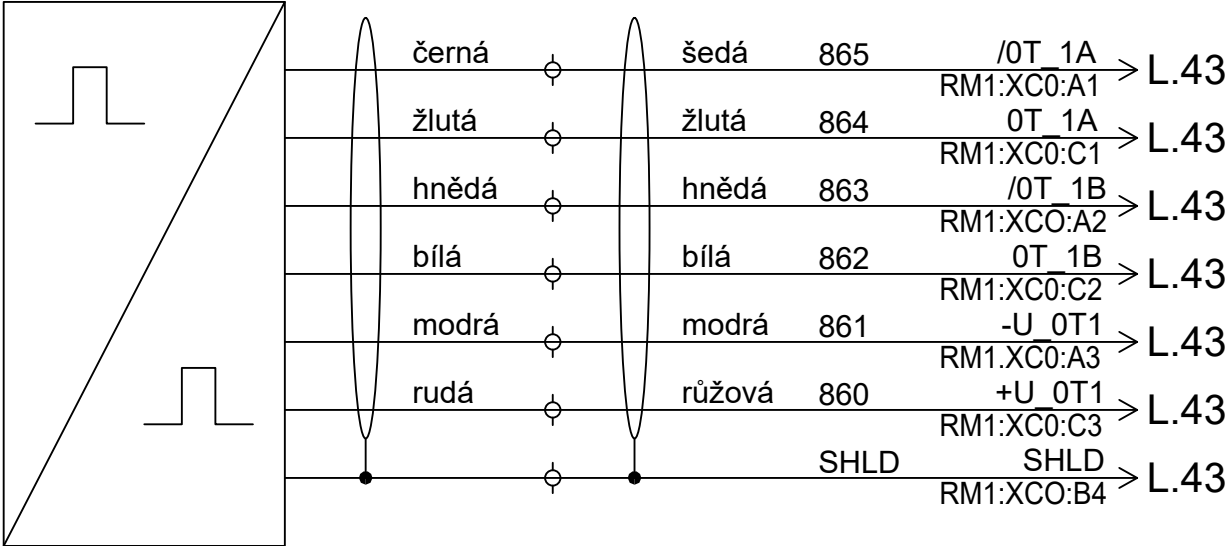 černá šedá 865 /0T_1A L.43
RM1:XC0:A1
žlutá žlutá 864 0T_1A L.43
RM1:XC0:C1
hnědá hnědá 863 /0T_1B L.43
RM1:XCO:A2
bílá bílá 862 0T_1B L.43
RM1:XC0:C2
modrá modrá 861 -U_0T1 L.43
RM1.XC0:A3
rudá růžová 860 +U_0T1 L.43
RM1:XC0:C3
SHLD SHLD L.43
RM1:XCO:B4